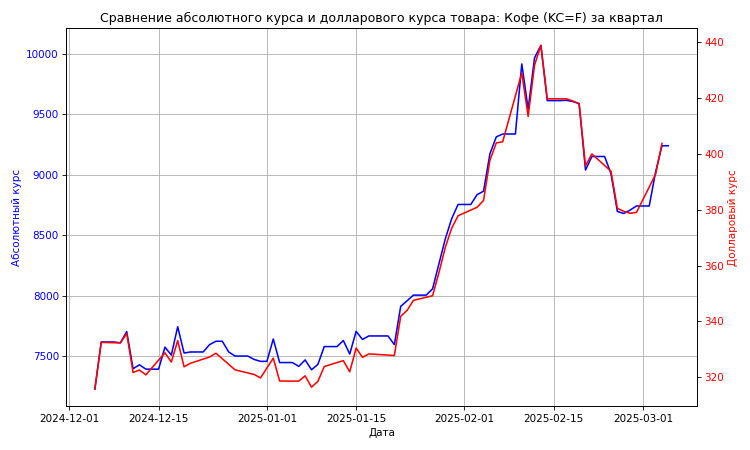 Сравнение абсолютного курса и долларового курса товара: Кофе (KC=F) за квартал
10000
9500
9000
8500
8000
7500
Абсолютный курс
440
420
400
380
360
340
320
Долларовый курс
2024-12-01 2024-12-15 2025-01-01 2025-01-15 2025-02-01 2025-02-15 2025-03-01
Дата